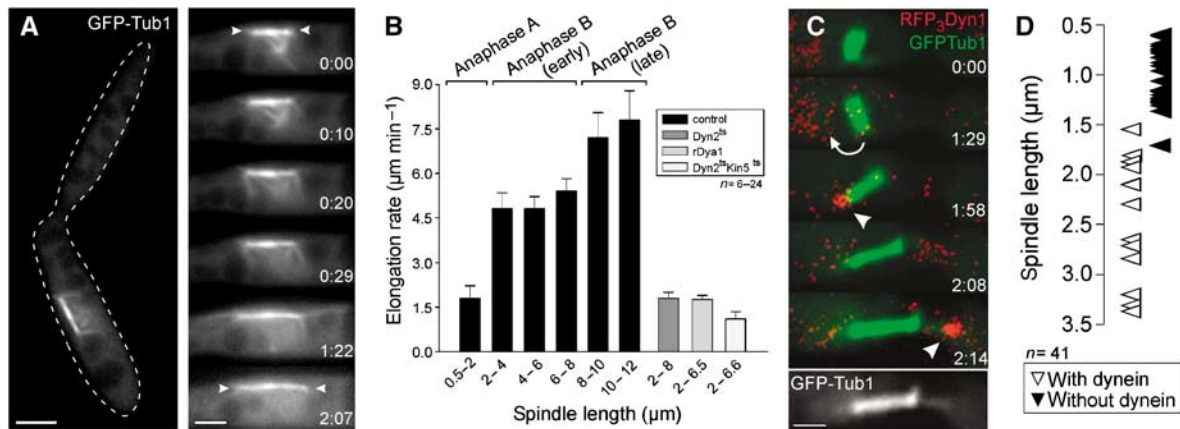 A
GFP-Tub1
0:00
0:10
0:20
0:29
1:22
2:07
B
Anaphase A
Anaphase B
(early)
Anaphase B
(late)
Elongation rate (µm min⁻¹)
9.0
7.5
6.0
4.5
3.0
1.5
0.0
control
Dyn2ᵗˢ
rDya1
Dyn2ᵗˢKin5 ᵗˢ
n= 6–24
0.5–2
2–4
4–6
6–8
8–10
10–12
2–8
2–6.5
2–6.6
Spindle length (µm)
C
RFP₃Dyn1
GFPTub1
0:00
1:29
1:58
2:08
2:14
GFP-Tub1
D
Spindle length (µm)
0.5
1.0
1.5
2.0
2.5
3.0
3.5
n= 41
▽With dynein
▼Without dynein